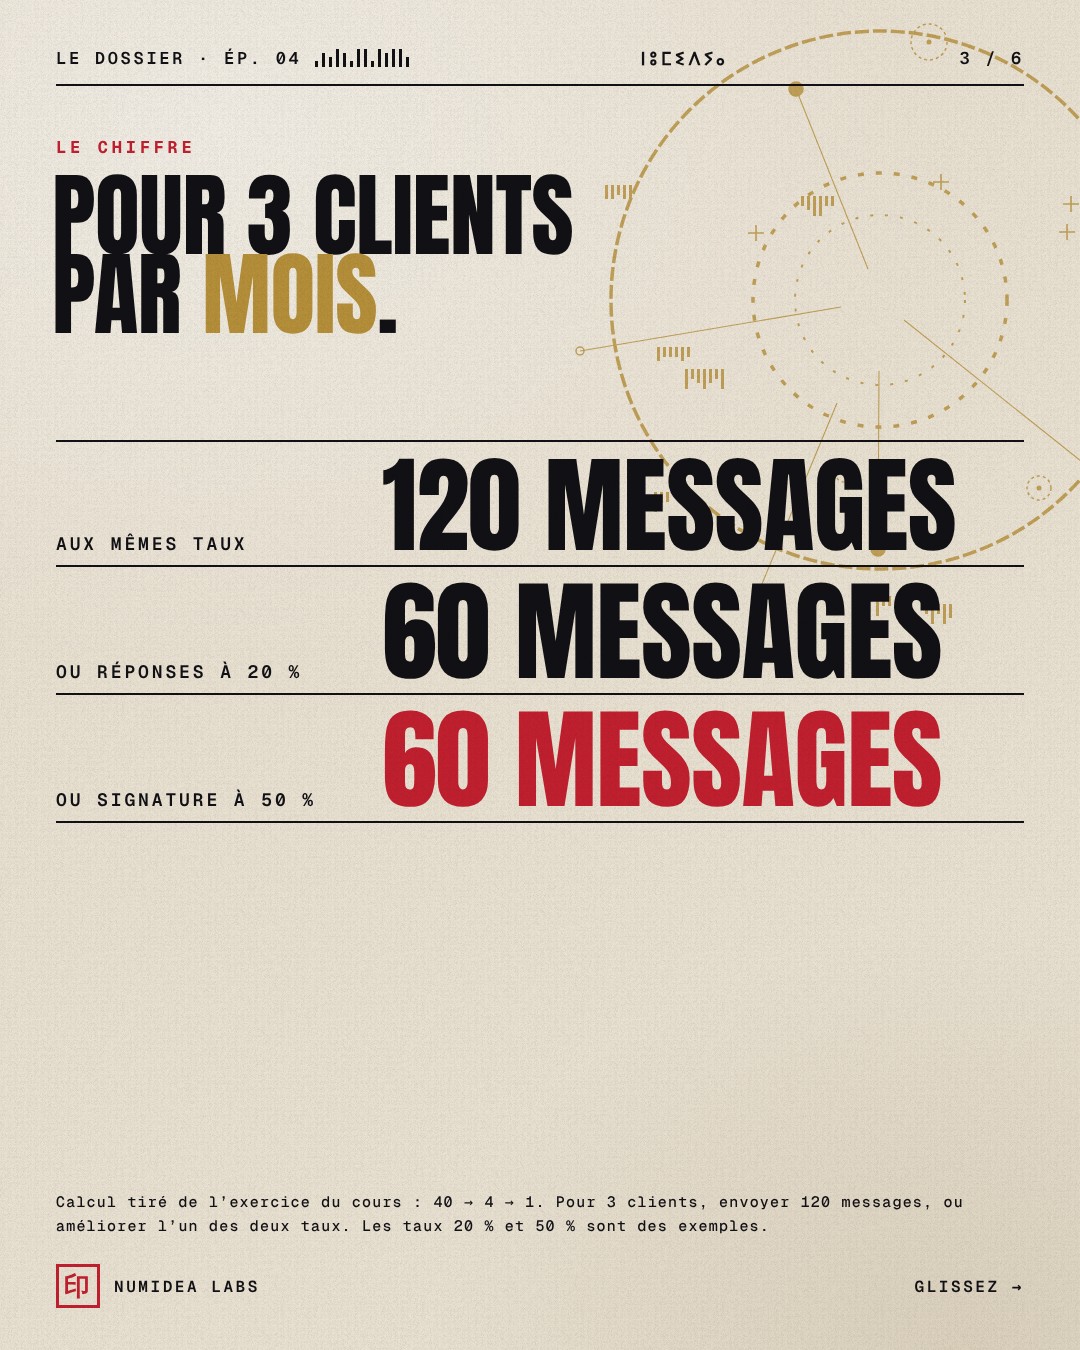 LE DOSSIER · ÉP. 04
ⵏⵓⵎⵉⴷⵢⴰ
3 / 6
LE CHIFFRE
POUR 3 CLIENTS
PAR MOIS.
AUX MÊMES TAUX 120 MESSAGES
OU RÉPONSES À 20 % 60 MESSAGES
OU SIGNATURE À 50 % 60 MESSAGES
Calcul tiré de l’exercice du cours : 40 → 4 → 1. Pour 3 clients, envoyer 120 messages, ou
améliorer l’un des deux taux. Les taux 20 % et 50 % sont des exemples.
印 NUMIDEA LABS
GLISSEZ →